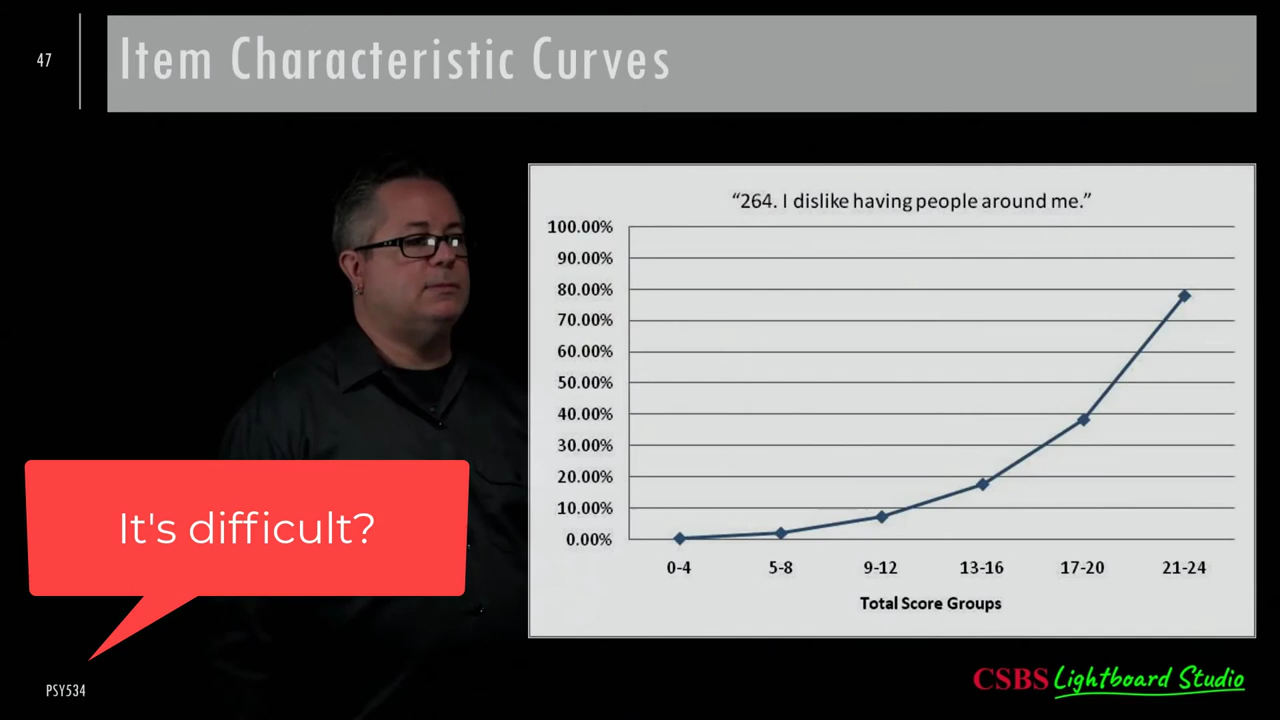 47
Item Characteristic Curves
"264. I dislike having people around me."
100.00%
90.00%
80.00%
70.00%
60.00%
50.00%
40.00%
30.00%
20.00%
10.00%
0.00%
0-4 5-8 9-12 13-16 17-20 21-24
Total Score Groups
It's difficult?
PSY534
CSBS Lightboard Studio